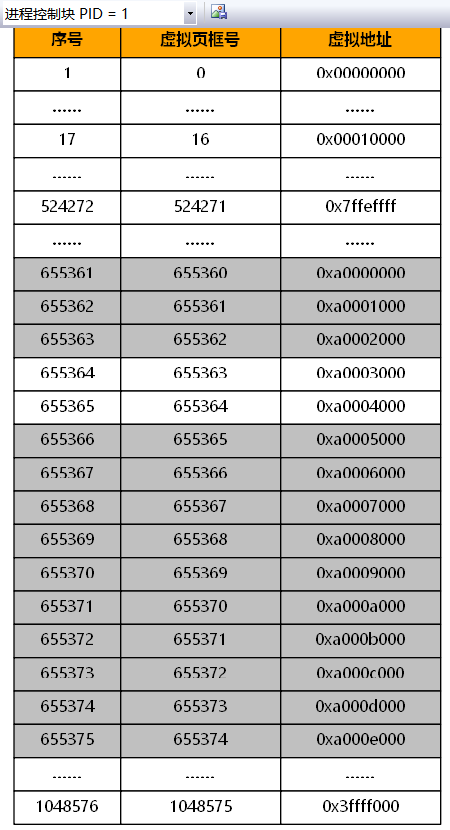 进程控制块 PID = 1
序号 虚拟页框号 虚拟地址
1 0 0x00000000
...... ...... ......
17 16 0x00010000
...... ...... ......
524272 524271 0x7ffeffff
...... ...... ......
655361 655360 0xa0000000
655362 655361 0xa0001000
655363 655362 0xa0002000
655364 655363 0xa0003000
655365 655364 0xa0004000
655366 655365 0xa0005000
655367 655366 0xa0006000
655368 655367 0xa0007000
655369 655368 0xa0008000
655370 655369 0xa0009000
655371 655370 0xa000a000
655372 655371 0xa000b000
655373 655372 0xa000c000
655374 655373 0xa000d000
655375 655374 0xa000e000
...... ...... ......
1048576 1048575 0x3ffff000